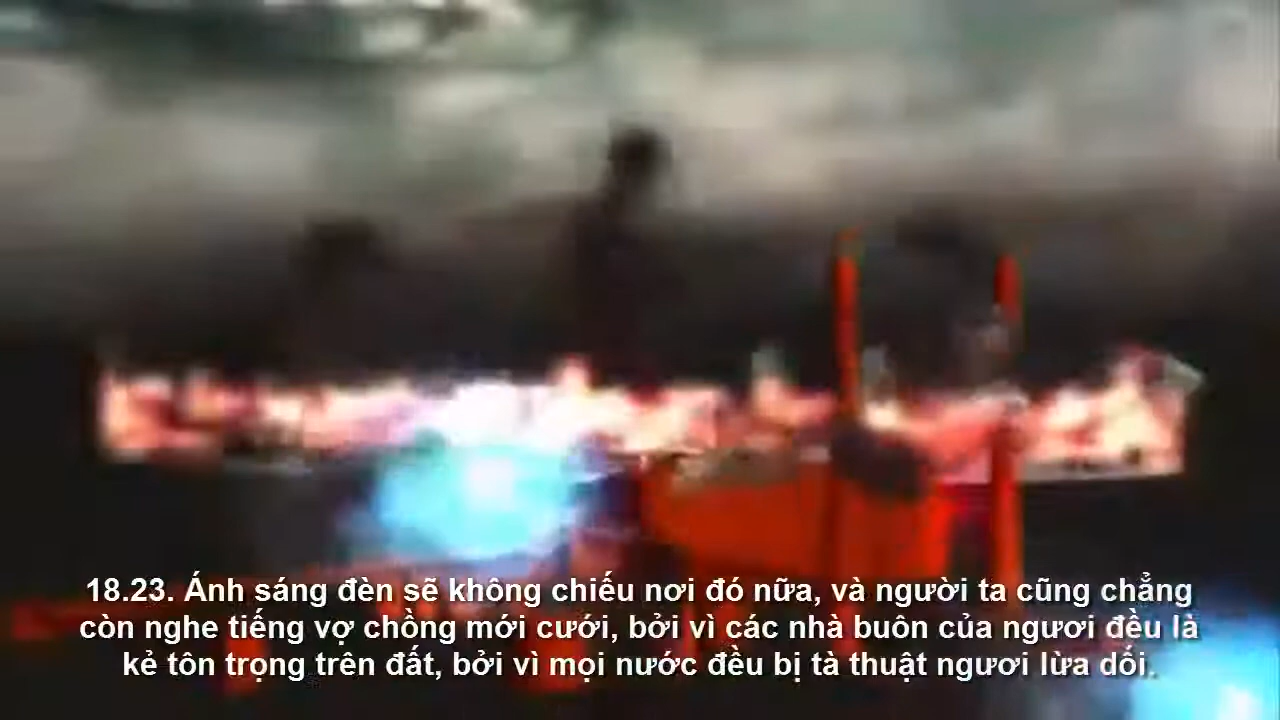 18.23. Ánh sáng đèn sẽ không chiếu nơi đó nữa, và người ta cũng chẳng
còn nghe tiếng vợ chồng mới cưới, bởi vì các nhà buôn của ngươi đều là
kẻ tôn trọng trên đất, bởi vì mọi nước đều bị tà thuật ngươi lừa dối.